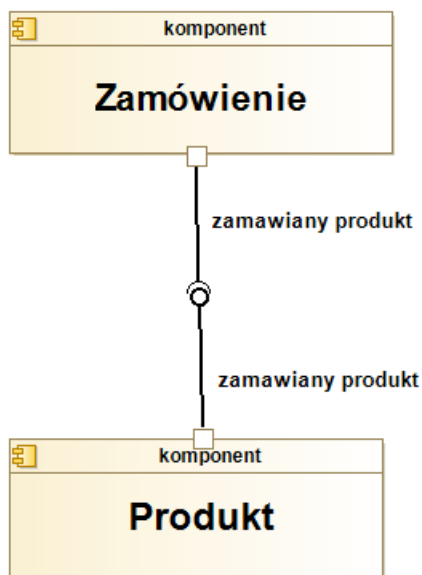 komponent
Zamówienie
zamawiany produkt
zamawiany produkt
komponent
Produkt